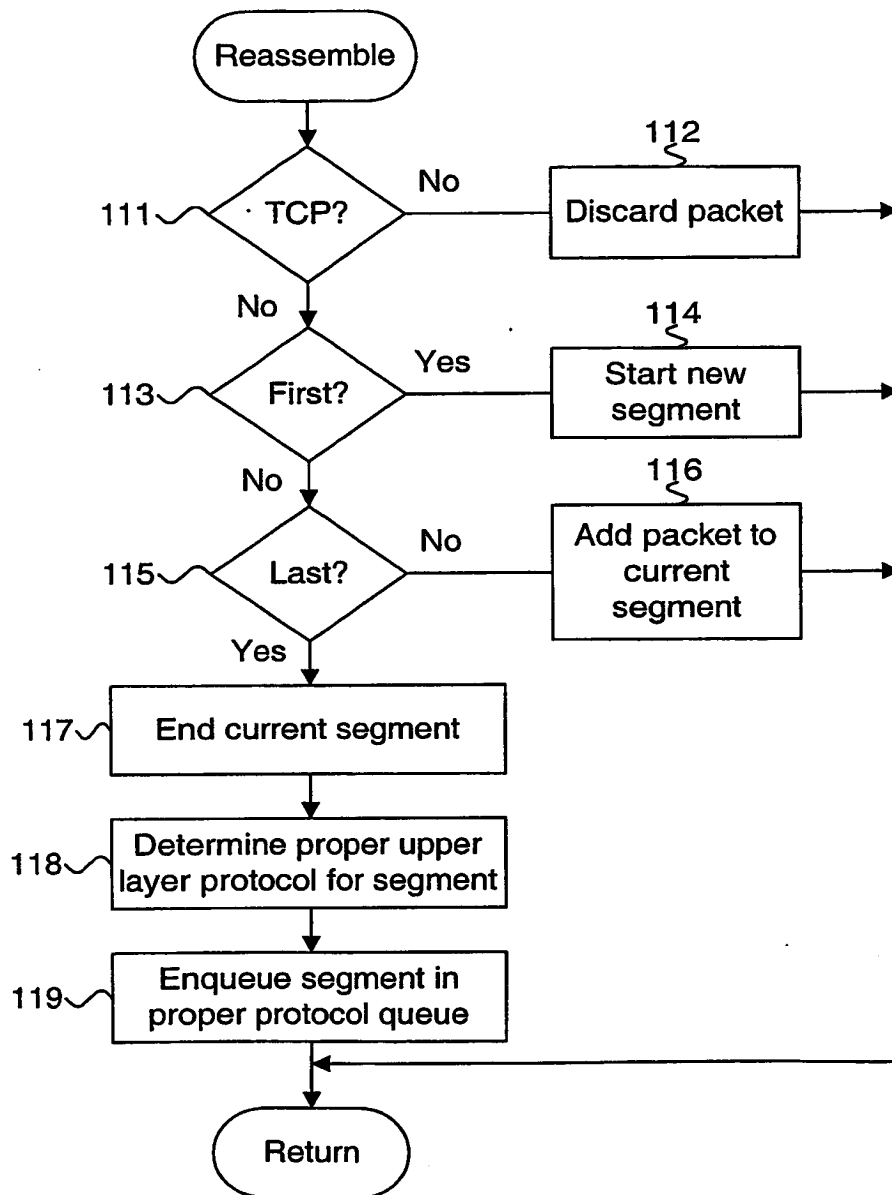 Reassemble
112
No
111
TCP?
Discard packet
No
114
Yes
113
First?
Start new
segment
No
116
No
115
Last?
Add packet to
current
segment
Yes
117
End current segment
118
Determine proper upper
layer protocol for segment
119
Enqueue segment in
proper protocol queue
Return